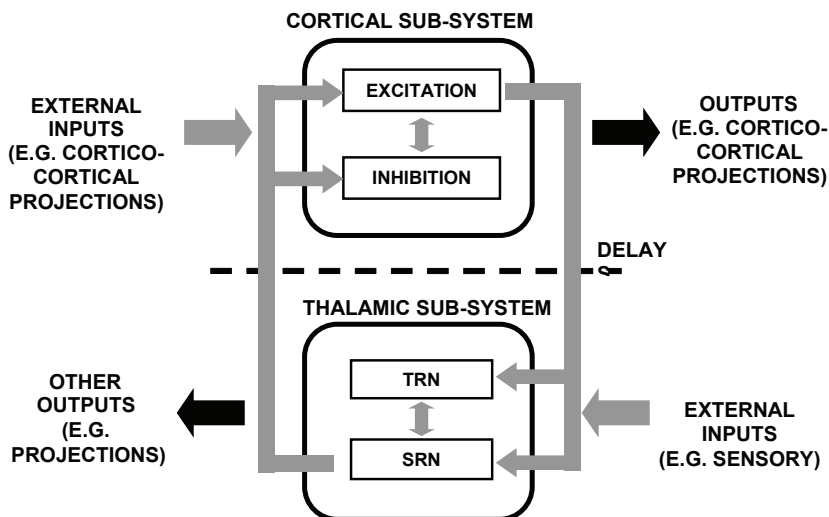 CORTICAL SUB-SYSTEM
EXCITATION
INHIBITION
EXTERNAL
INPUTS
(E.G. CORTICO-
CORTICAL
PROJECTIONS)
OUTPUTS
(E.G. CORTICO-
CORTICAL
PROJECTIONS)
DELAY
THALAMIC SUB-SYSTEM
TRN
SRN
OTHER
OUTPUTS
(E.G.
PROJECTIONS)
EXTERNAL
INPUTS
(E.G. SENSORY)